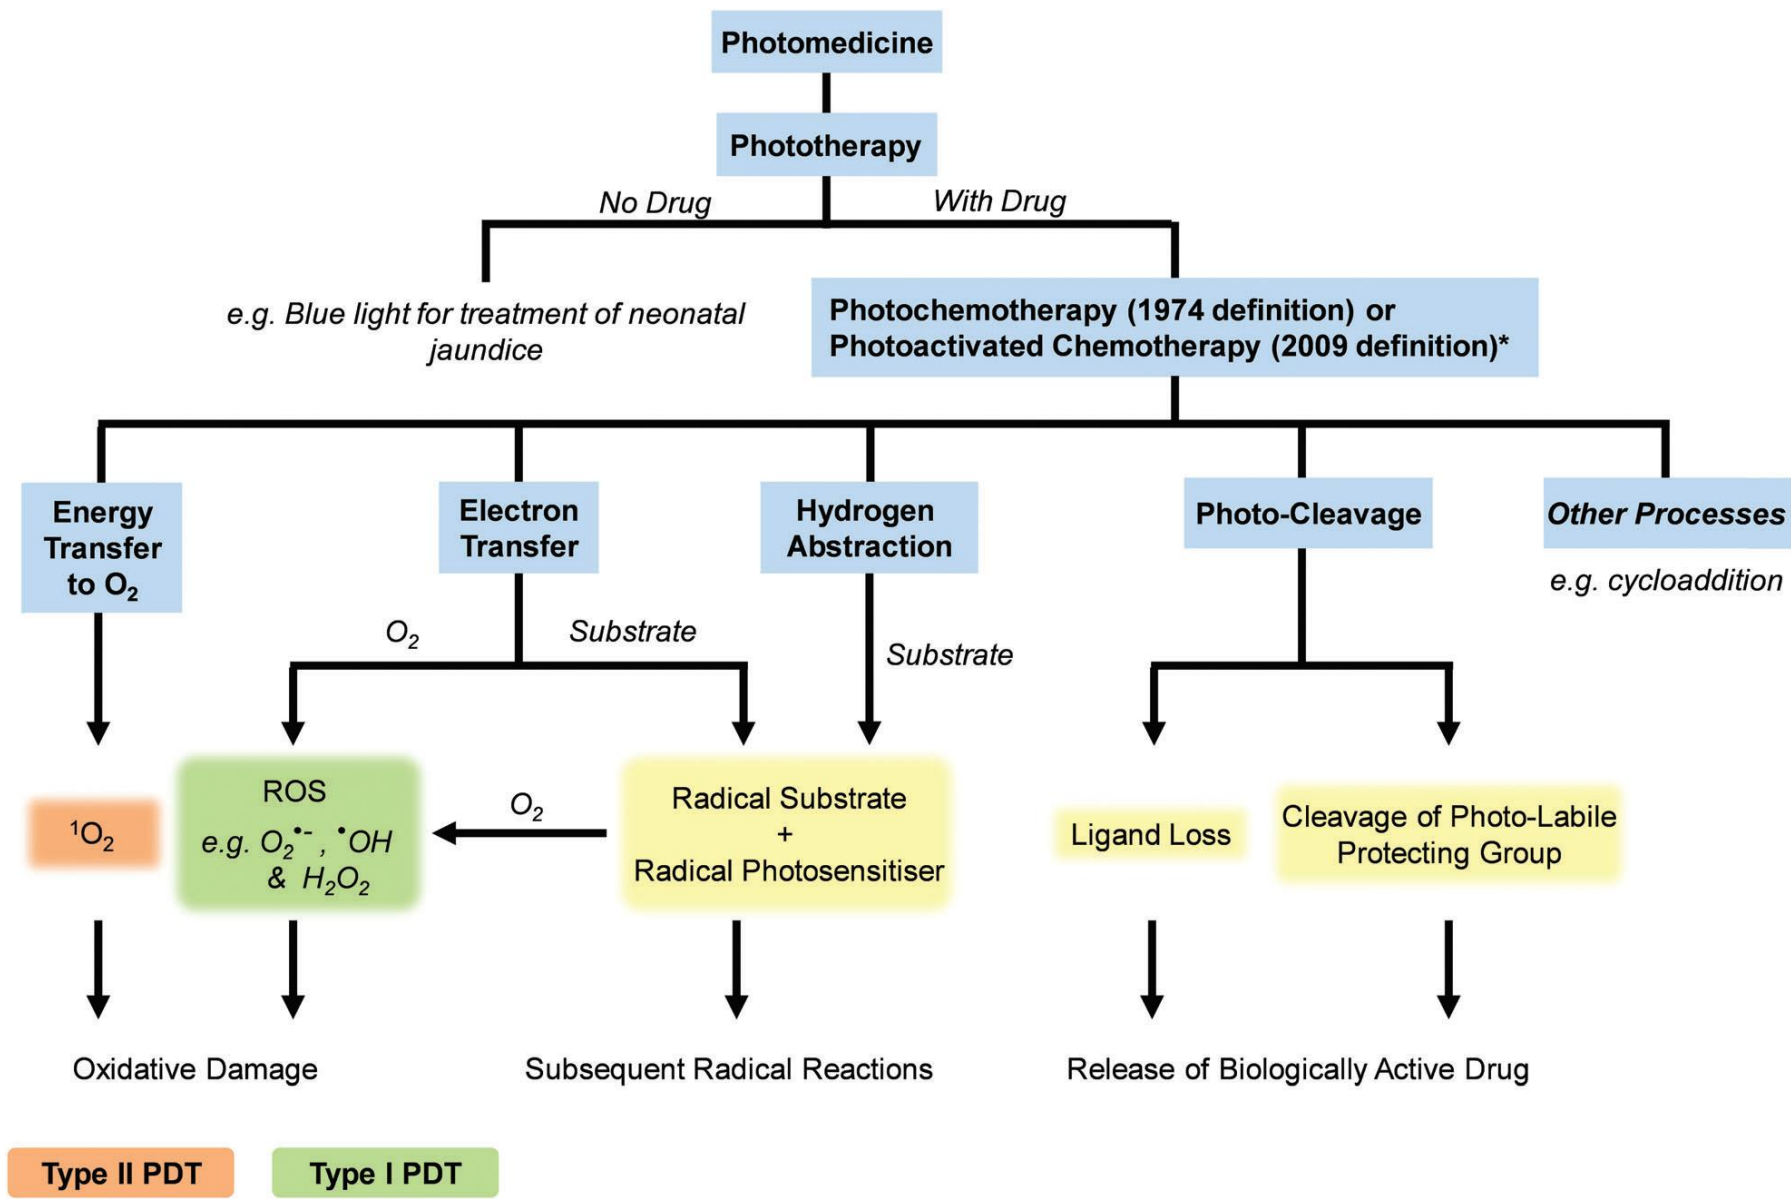 Photomedicine
Phototherapy
No Drug
With Drug
e.g. Blue light for treatment of neonatal
jaundice
Photochemotherapy (1974 definition) or
Photoactivated Chemotherapy (2009 definition)*
Energy
Transfer
to O₂
Electron
Transfer
Hydrogen
Abstraction
Photo-Cleavage
Other Processes
e.g. cycloaddition
O₂
Substrate
Substrate
¹O₂
ROS
e.g. O₂•⁻, •OH
& H₂O₂
O₂
Radical Substrate
+
Radical Photosensitiser
Ligand Loss
Cleavage of Photo-Labile
Protecting Group
Oxidative Damage
Subsequent Radical Reactions
Release of Biologically Active Drug
Type II PDT
Type I PDT